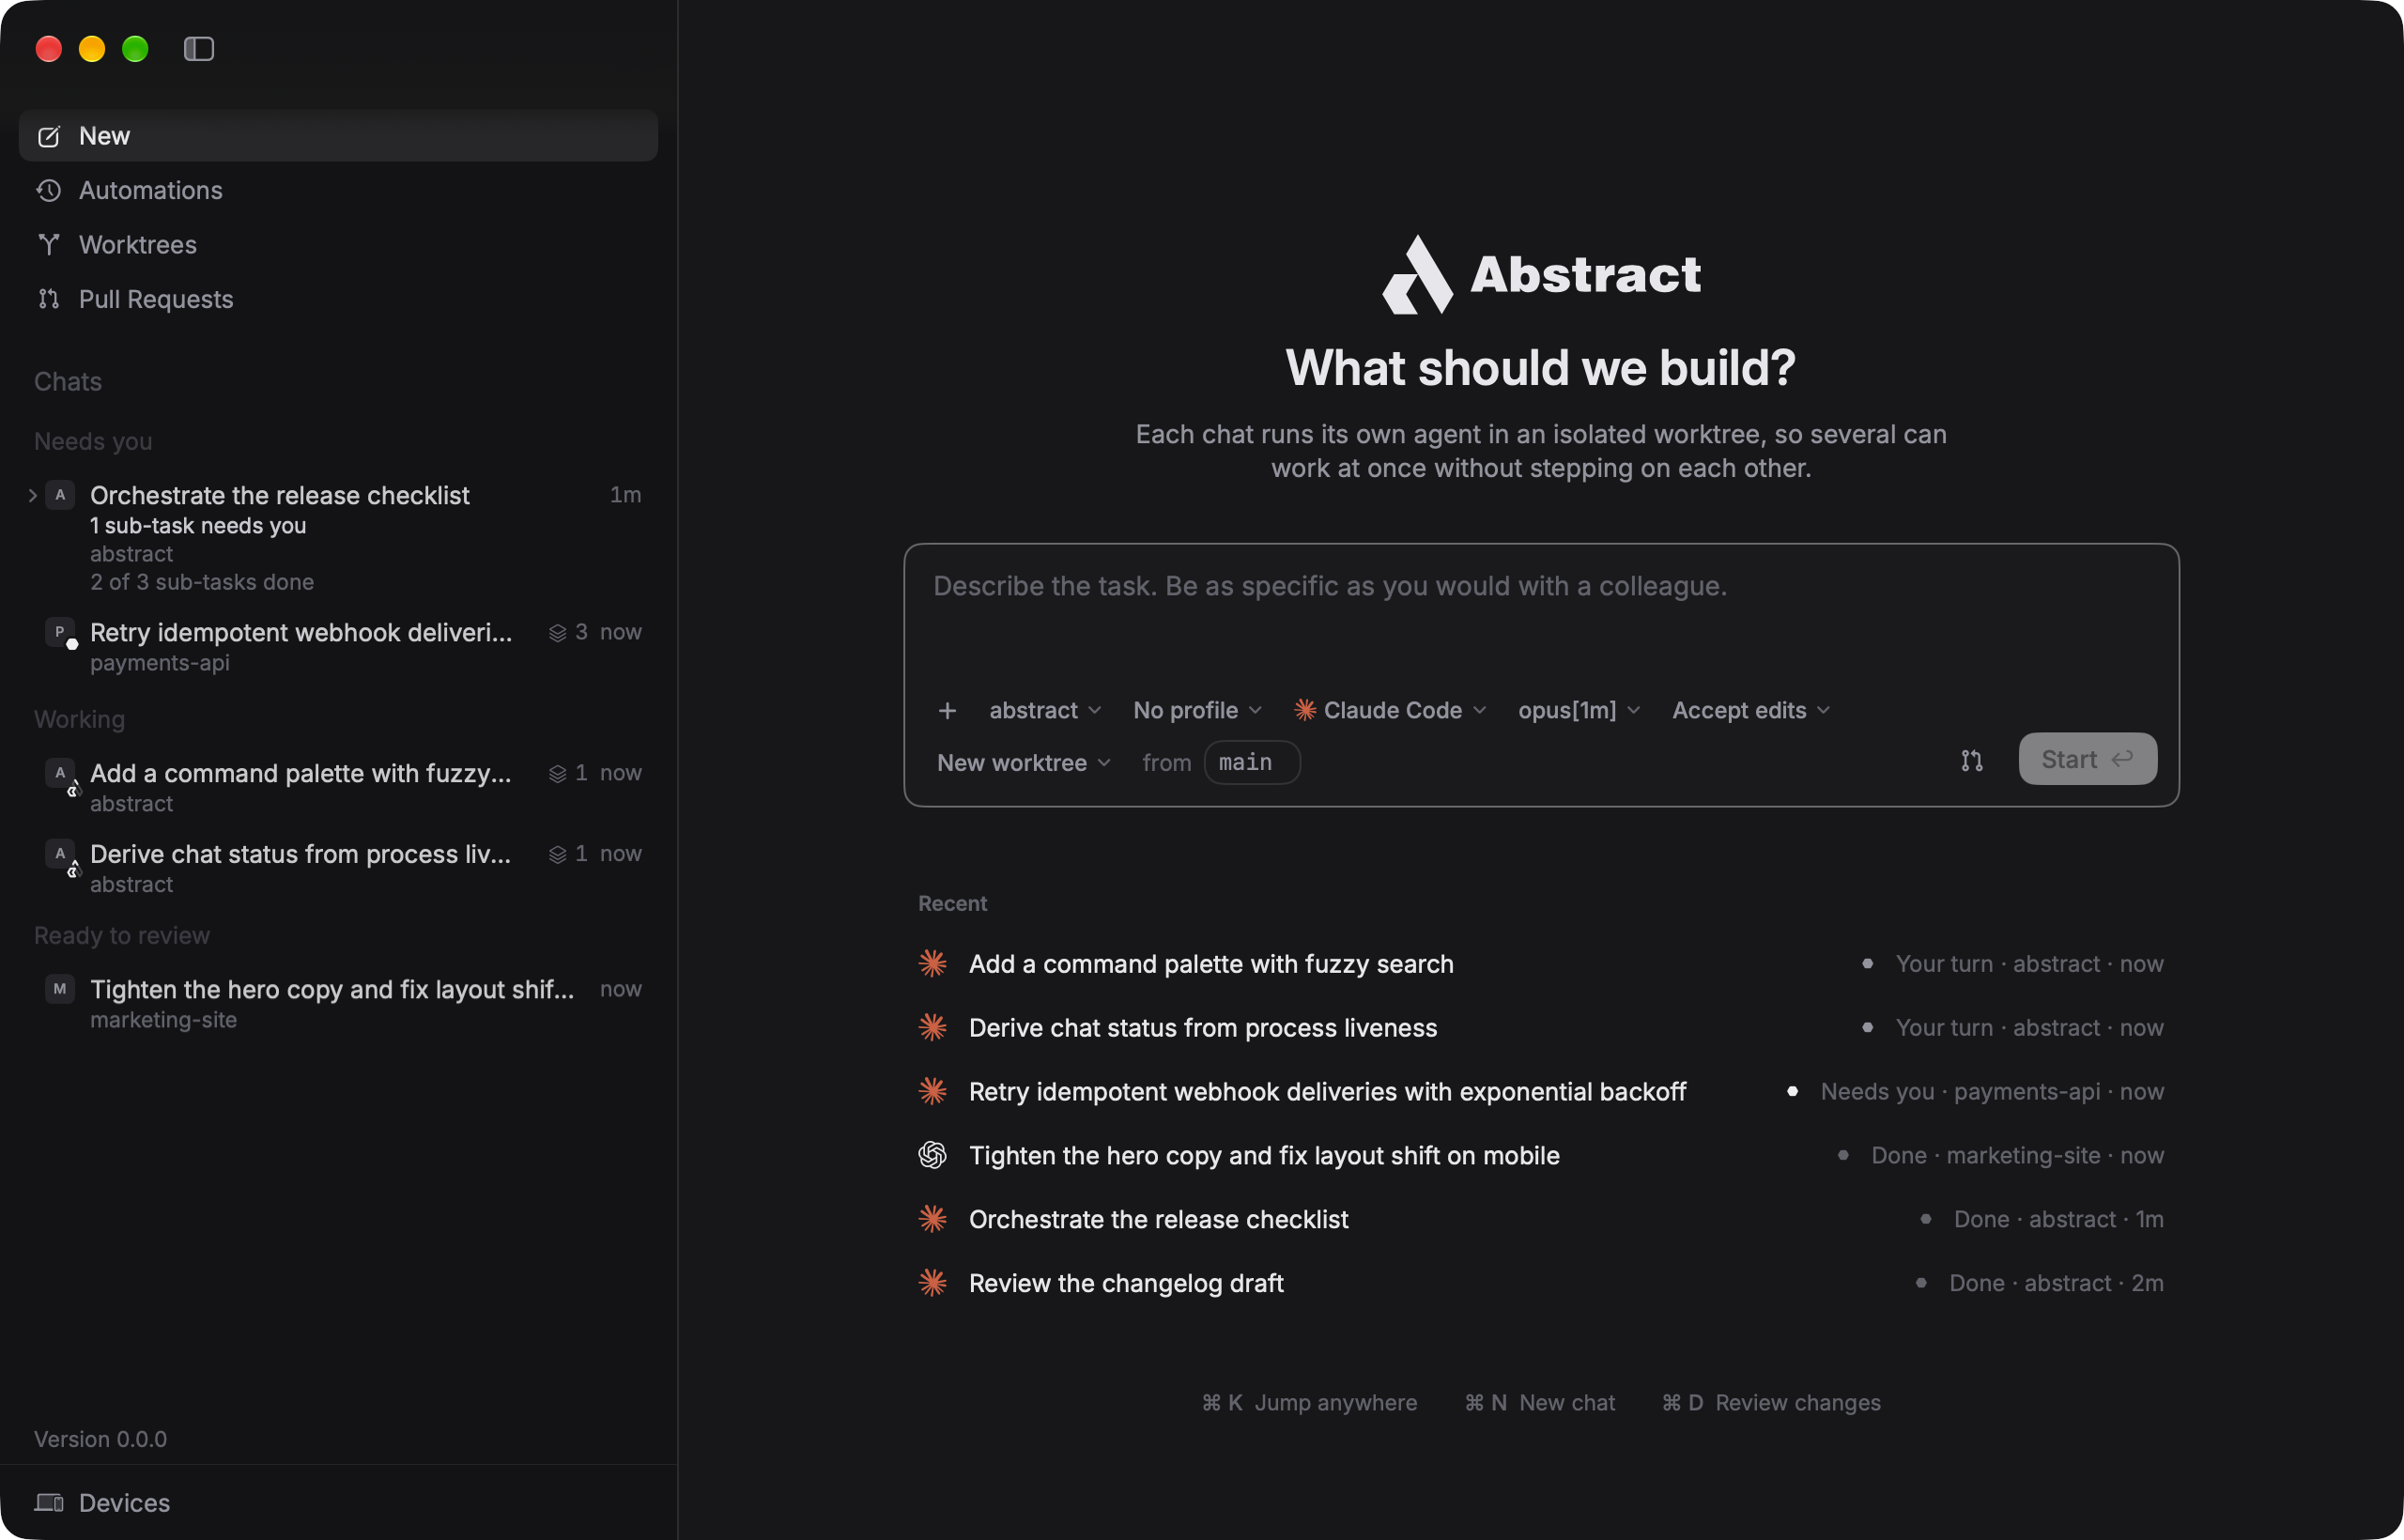 New
Automations
Worktrees
Pull Requests
Chats
Needs you
A Orchestrate the release checklist 1m
1 sub-task needs you
abstract
2 of 3 sub-tasks done
P Retry idempotent webhook deliveri... 3 now
payments-api
Working
A Add a command palette with fuzzy... 1 now
abstract
A Derive chat status from process liv... 1 now
abstract
Ready to review
M Tighten the hero copy and fix layout shif... now
marketing-site
Version 0.0.0
Devices
Abstract
What should we build?
Each chat runs its own agent in an isolated worktree, so several can
work at once without stepping on each other.
Describe the task. Be as specific as you would with a colleague.
+ abstract No profile Claude Code opus[1m] Accept edits
New worktree from main Start
Recent
Add a command palette with fuzzy search Your turn · abstract · now
Derive chat status from process liveness Your turn · abstract · now
Retry idempotent webhook deliveries with exponential backoff Needs you · payments-api · now
Tighten the hero copy and fix layout shift on mobile Done · marketing-site · now
Orchestrate the release checklist Done · abstract · 1m
Review the changelog draft Done · abstract · 2m
⌘ K Jump anywhere ⌘ N New chat ⌘ D Review changes